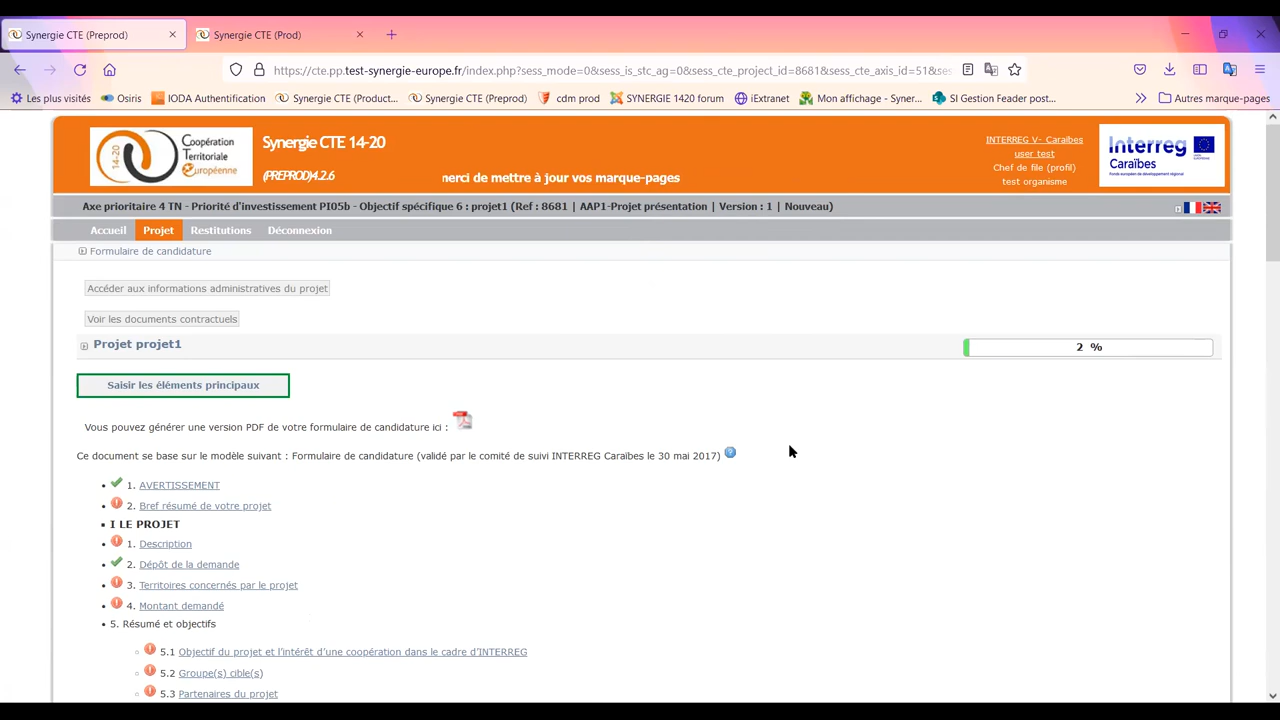 Synergie CTE (Preprod)
Synergie CTE (Prod)
https://cte.pp.test-synergie-europe.fr/index.php?sess_mode=0&sess_is_stc_ag=0&sess_cte_project_id=8681&sess_cte_axis_id=51&ses
Les plus visités
Osiris
IODA Authentification
Synergie CTE (Product...
Synergie CTE (Preprod)
cdm prod
SYNERGIE 1420 forum
iExtranet
Mon affichage - Syner...
SI Gestion Feader post...
Autres marque-pages
14-20
Coopération
Territoriale
Européenne
Synergie CTE 14-20
(PREPROD)4.2.6
merci de mettre à jour vos marque-pages
INTERREG V- Caraïbes
user test
Chef de file (profil)
test organisme
Interreg
Caraïbes
Fonds européen de développement régional
Axe prioritaire 4 TN - Priorité d'investissement PI05b - Objectif spécifique 6 : projet1 (Ref : 8681 | AAP1-Projet présentation | Version : 1 | Nouveau)
Accueil
Projet
Restitutions
Déconnexion
Formulaire de candidature
Accéder aux informations administratives du projet
Voir les documents contractuels
Projet projet1
2 %
Saisir les éléments principaux
Vous pouvez générer une version PDF de votre formulaire de candidature ici :
Ce document se base sur le modèle suivant : Formulaire de candidature (validé par le comité de suivi INTERREG Caraïbes le 30 mai 2017)
1. AVERTISSEMENT
2. Bref résumé de votre projet
I LE PROJET
1. Description
2. Dépôt de la demande
3. Territoires concernés par le projet
4. Montant demandé
5. Résumé et objectifs
5.1 Objectif du projet et l'intérêt d'une coopération dans le cadre d'INTERREG
5.2 Groupe(s) cible(s)
5.3 Partenaires du projet